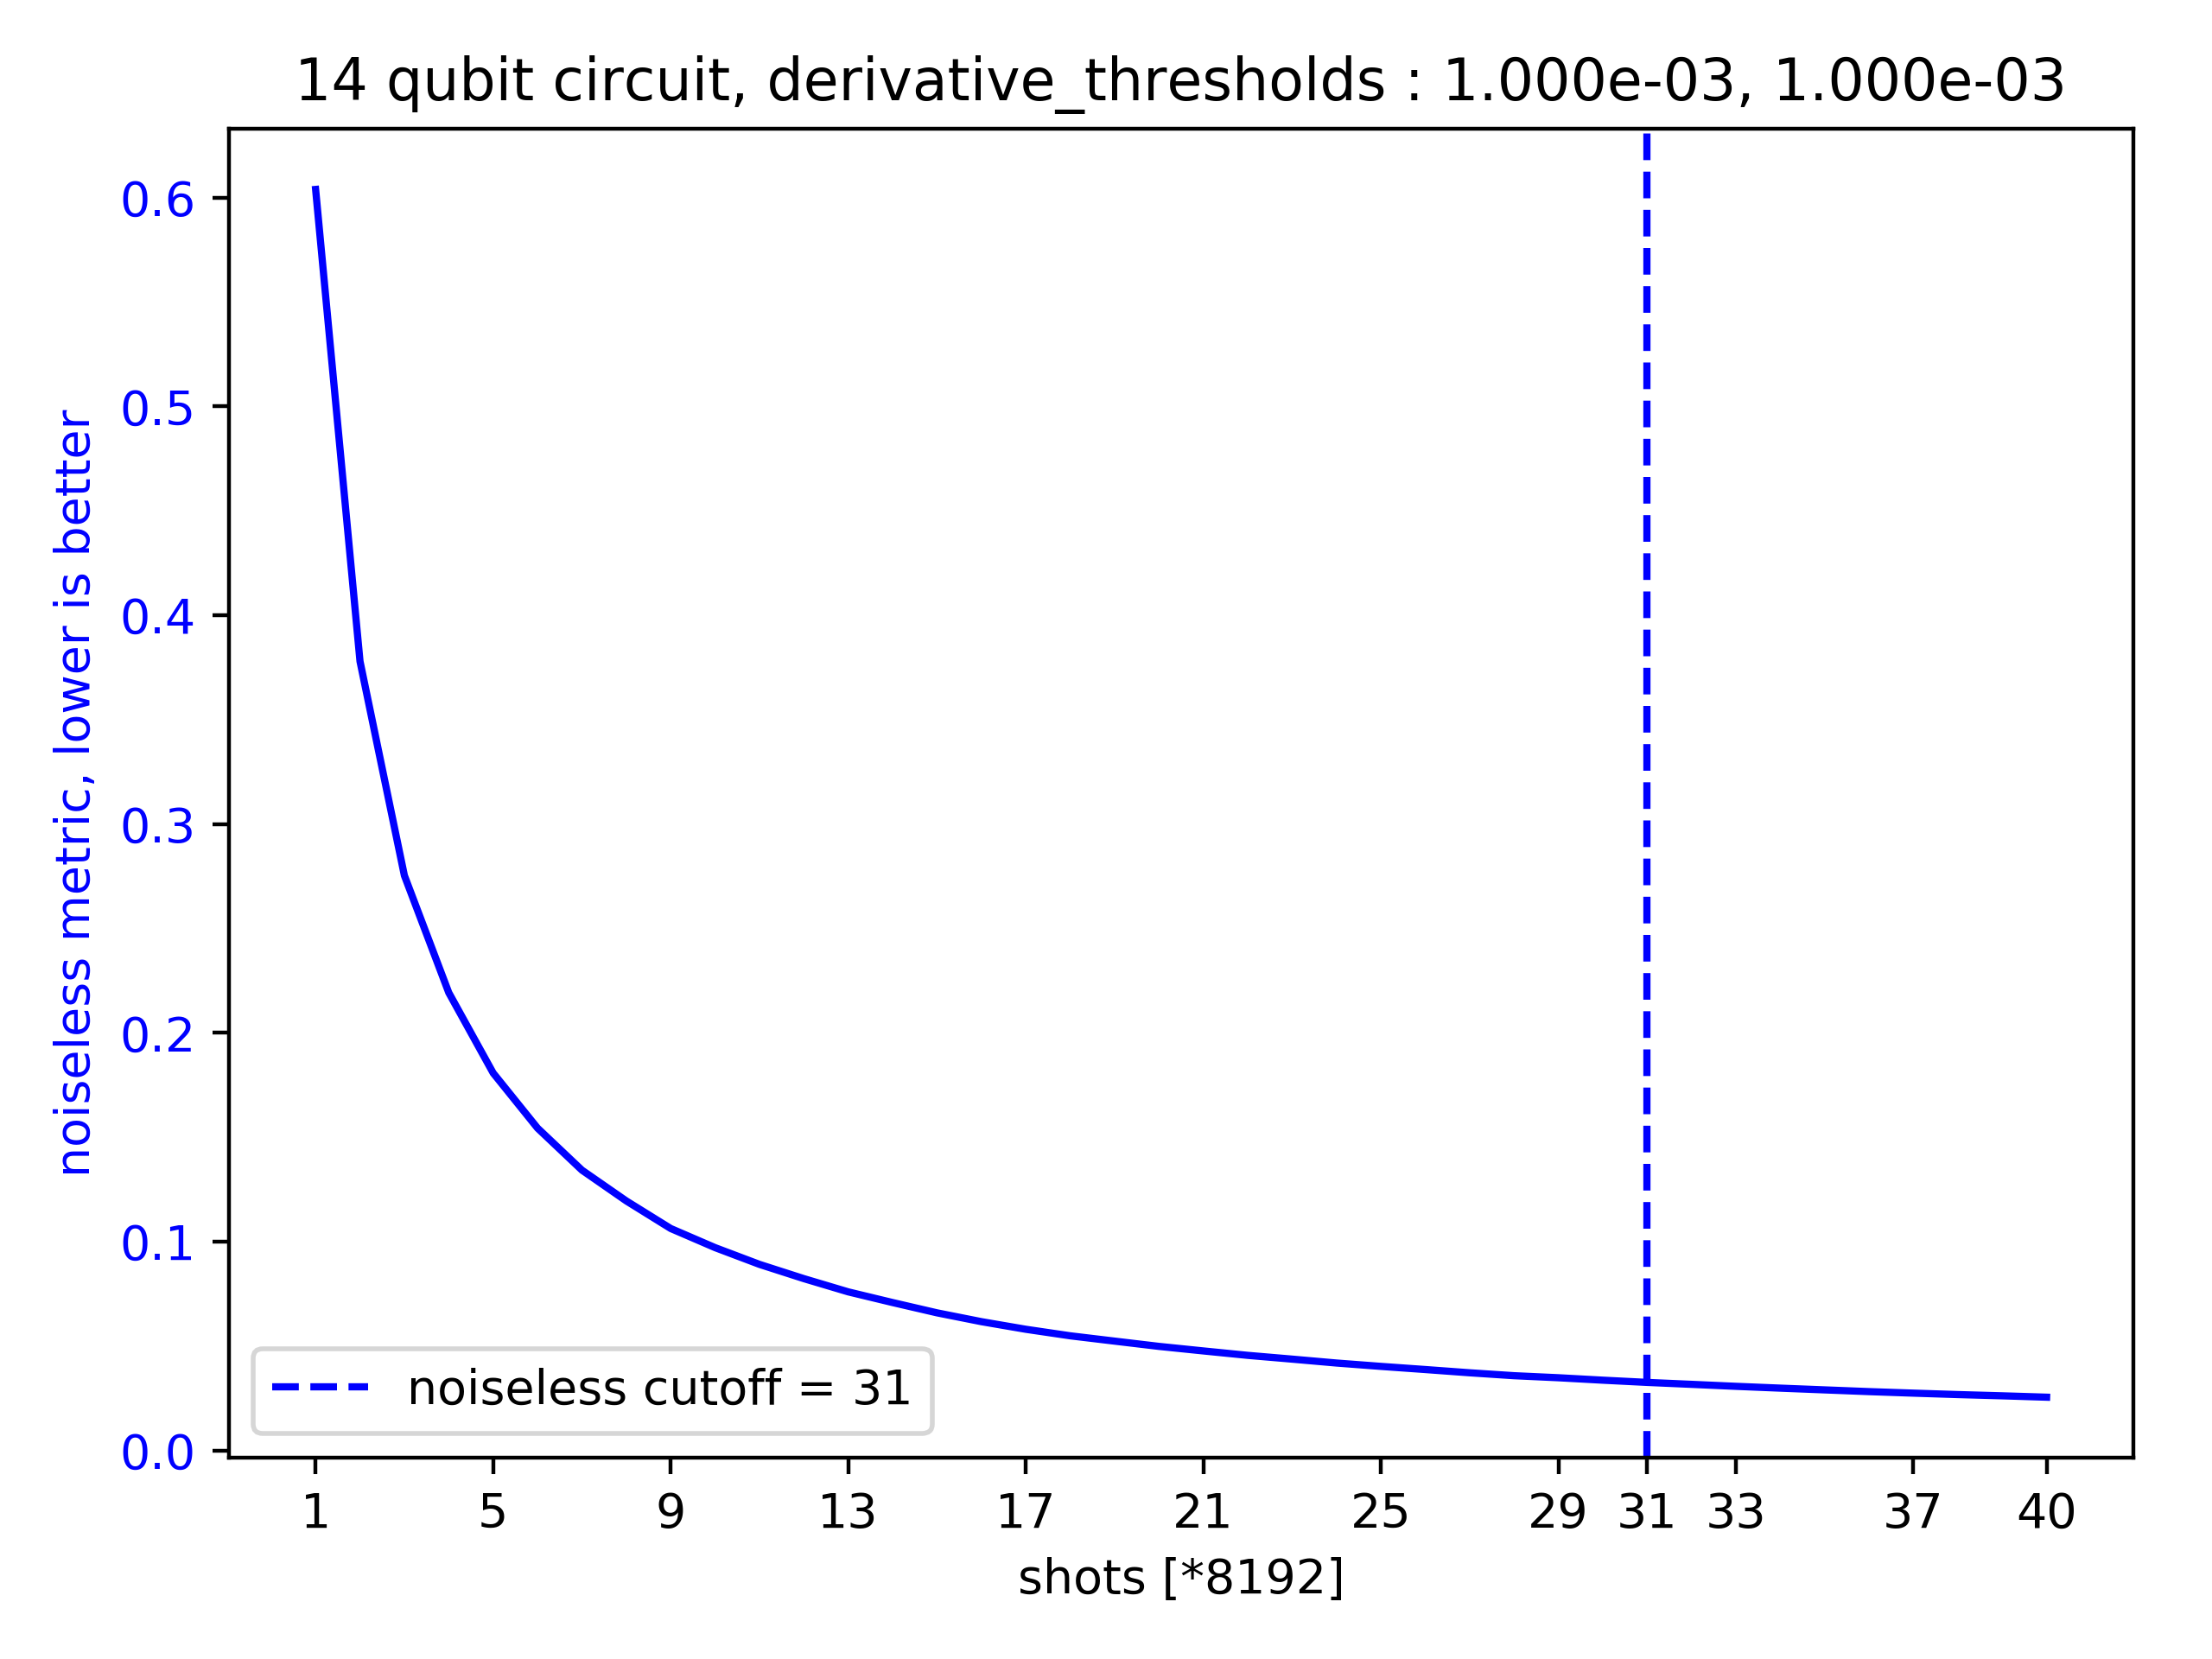 14 qubit circuit, derivative_thresholds : 1.000e-03, 1.000e-03
noiseless metric, lower is better
0.6
0.5
0.4
0.3
0.2
0.1
0.0
noiseless cutoff = 31
1 5 9 13 17 21 25 29 31 33 37 40
shots [*8192]